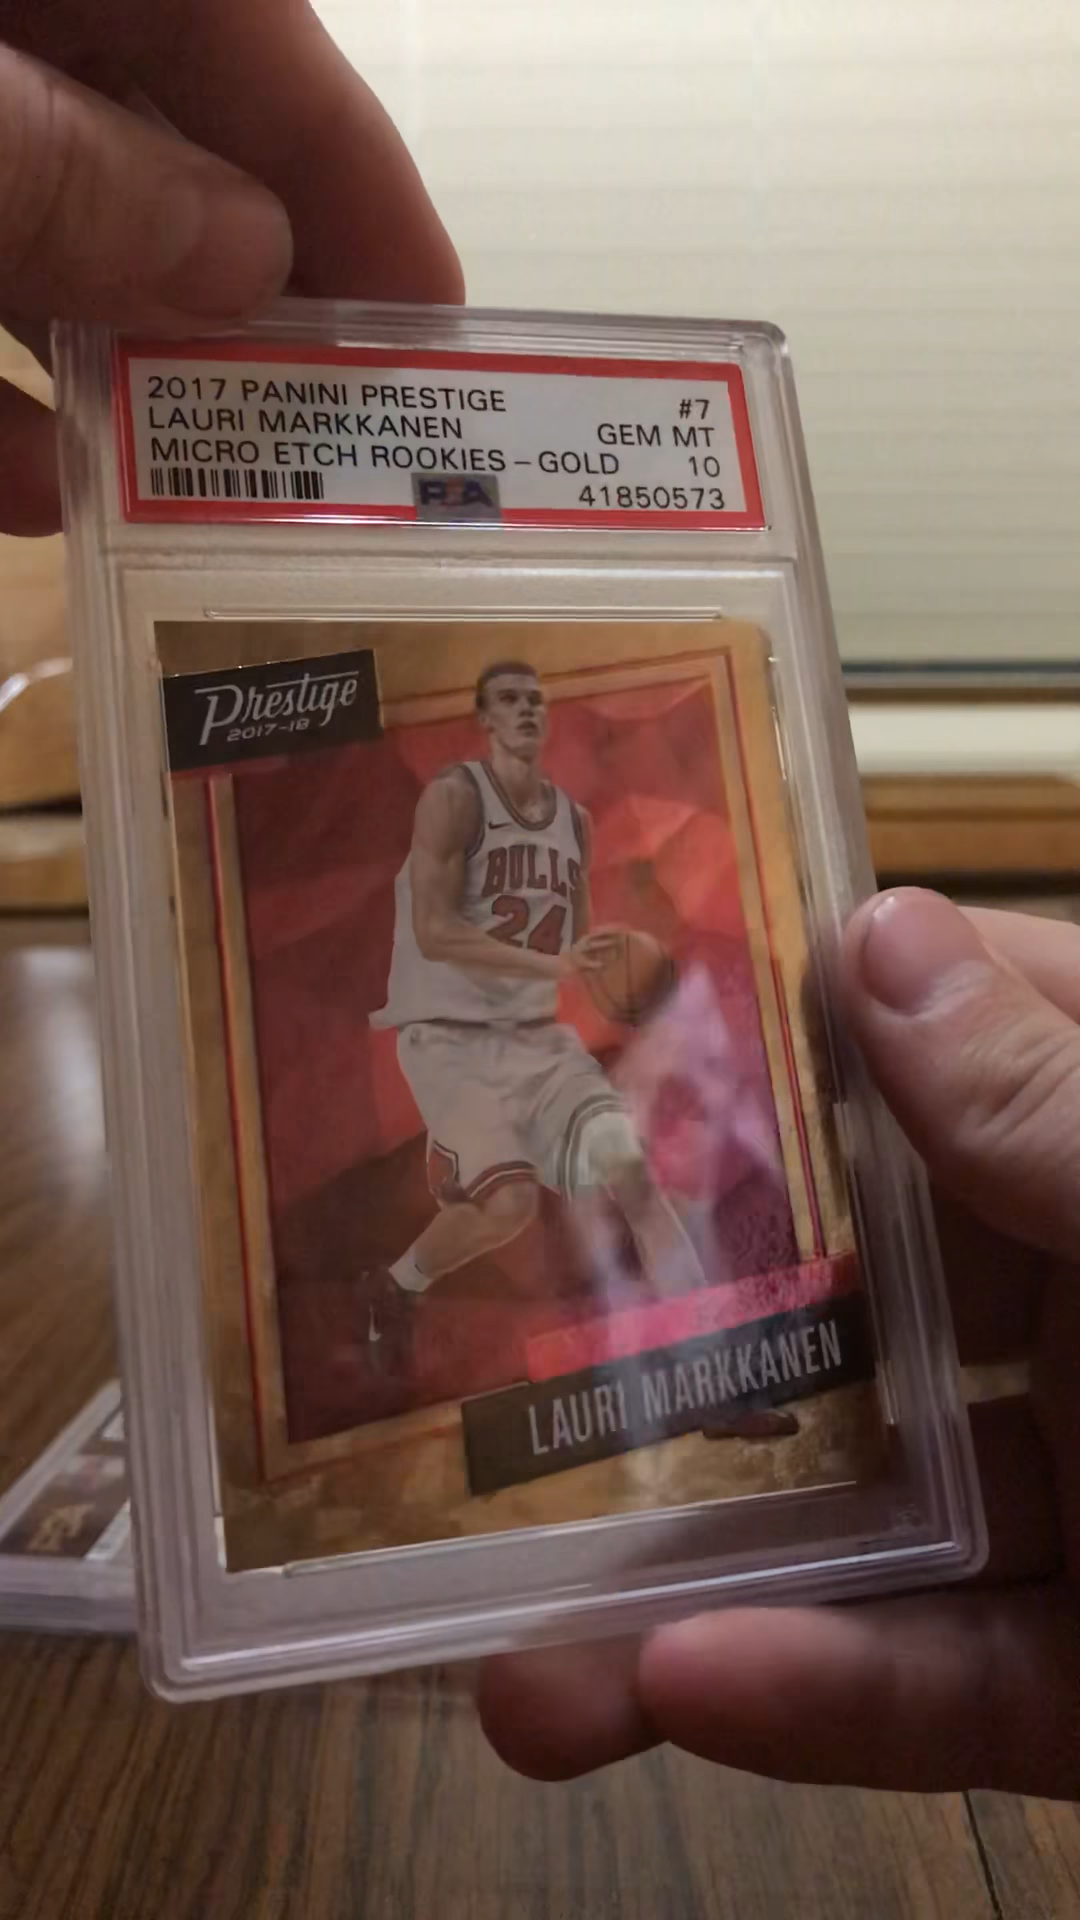 2017 PANINI PRESTIGE
#7
LAURI MARKKANEN
GEM MT
MICRO ETCH ROOKIES - GOLD
10
PSA
41850573
Prestige
2017-18
BULLS
24
LAURI MARKKANEN